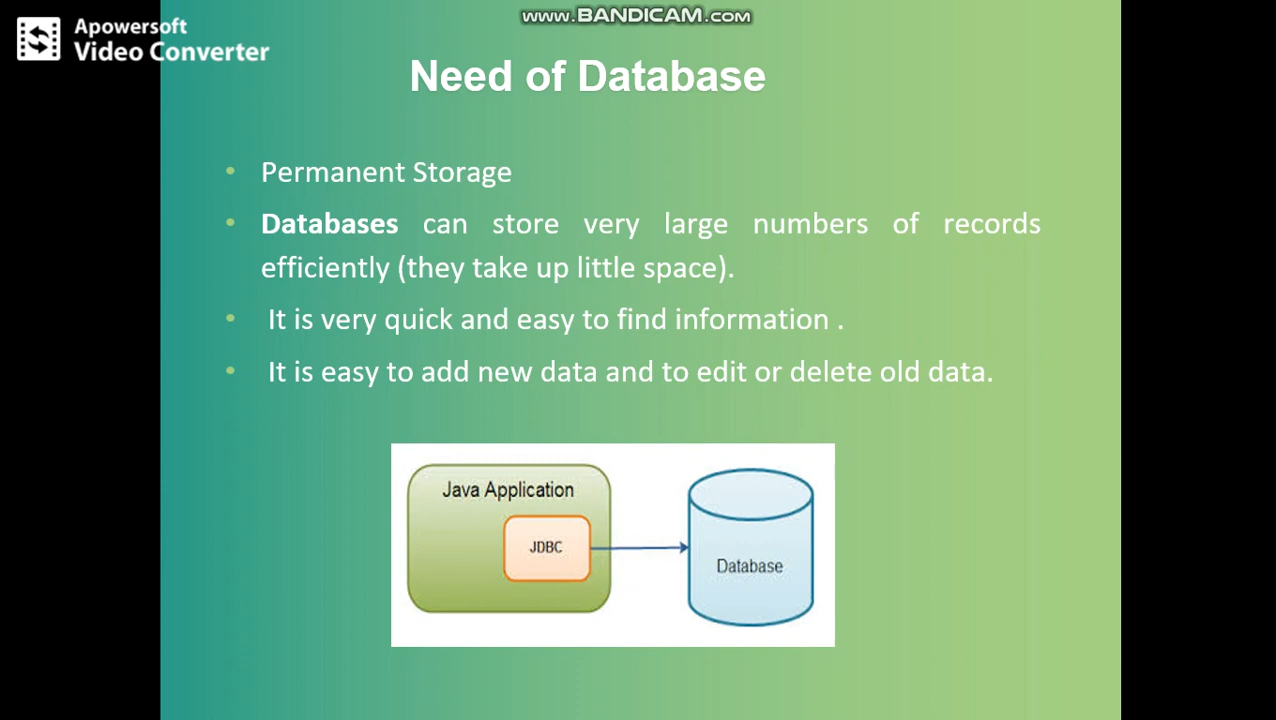 www.BANDICAM.com
Apowersoft
Video Converter
Need of Database
• Permanent Storage
• Databases can store very large numbers of records
efficiently (they take up little space).
• It is very quick and easy to find information .
• It is easy to add new data and to edit or delete old data.
Java Application
JDBC
Database